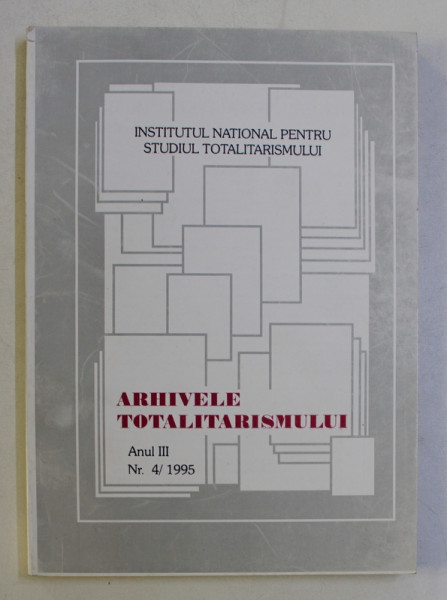 INSTITUTUL NATIONAL PENTRU
STUDIUL TOTALITARISMULUI
ARHIVELE
TOTALITARISMULUI
Anul III
Nr. 4/ 1995